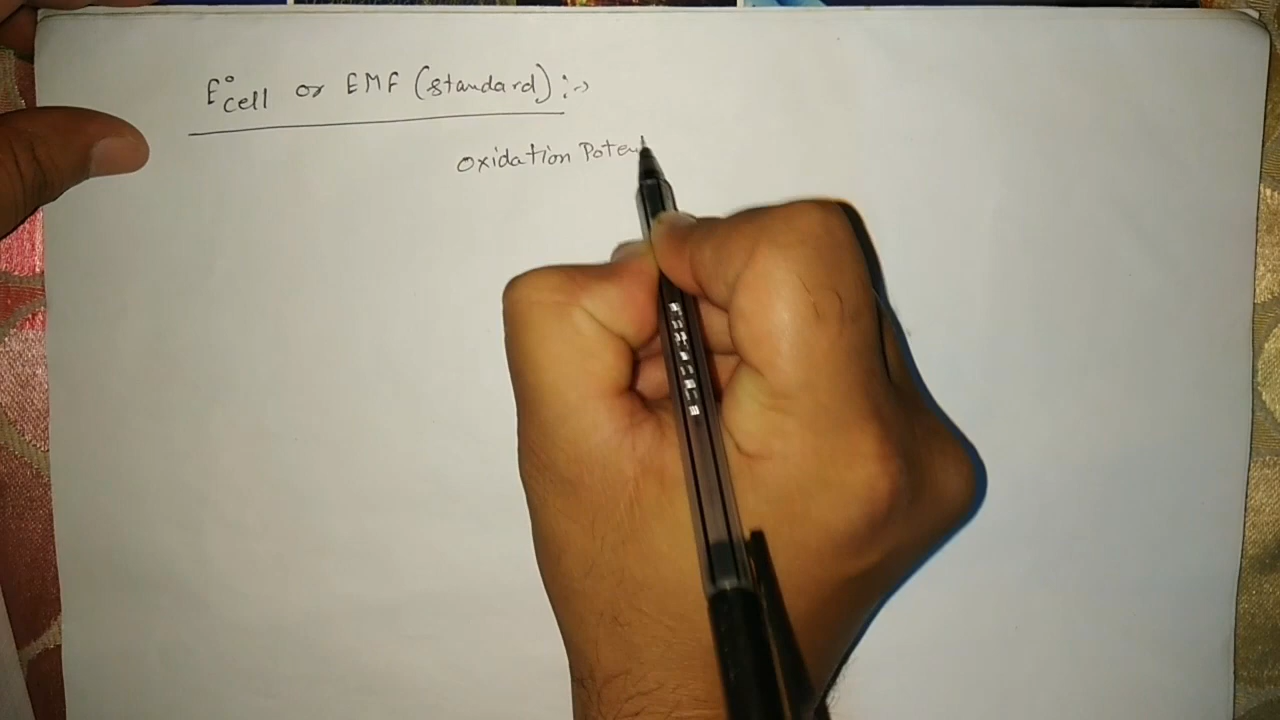 E°cell or EMF (standard) :->
Oxidation Poten